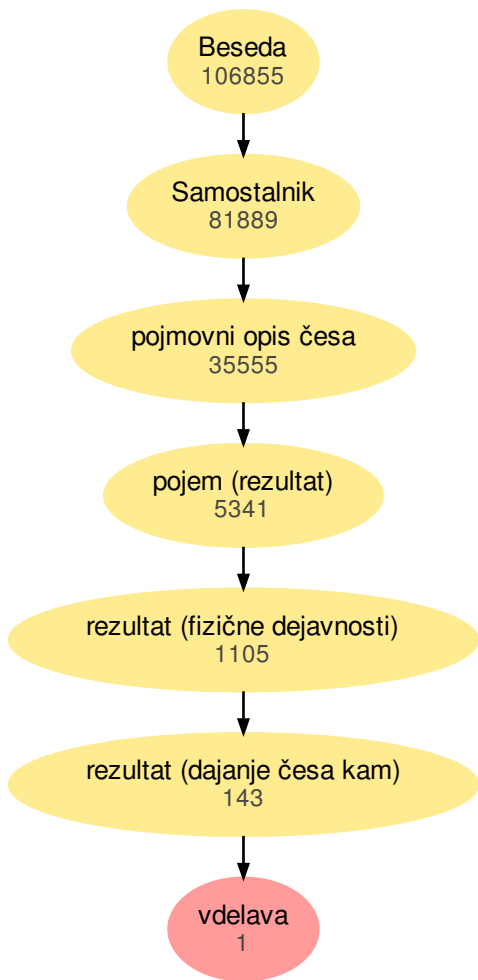 Beseda
106855
Samostalnik
81889
pojmovni opis česa
35555
pojem (rezultat)
5341
rezultat (fizične dejavnosti)
1105
rezultat (dajanje česa kam)
143
vdelava
1